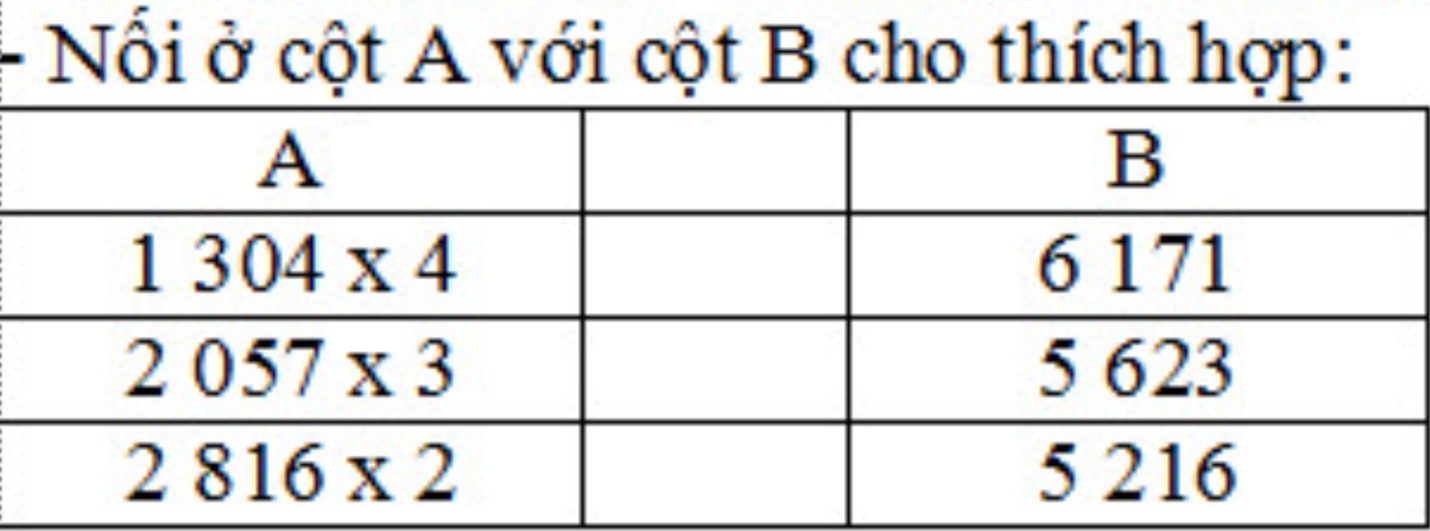 - Nối ở cột A với cột B cho thích hợp:
A B
1 304 x 4 6 171
2 057 x 3 5 623
2 816 x 2 5 216